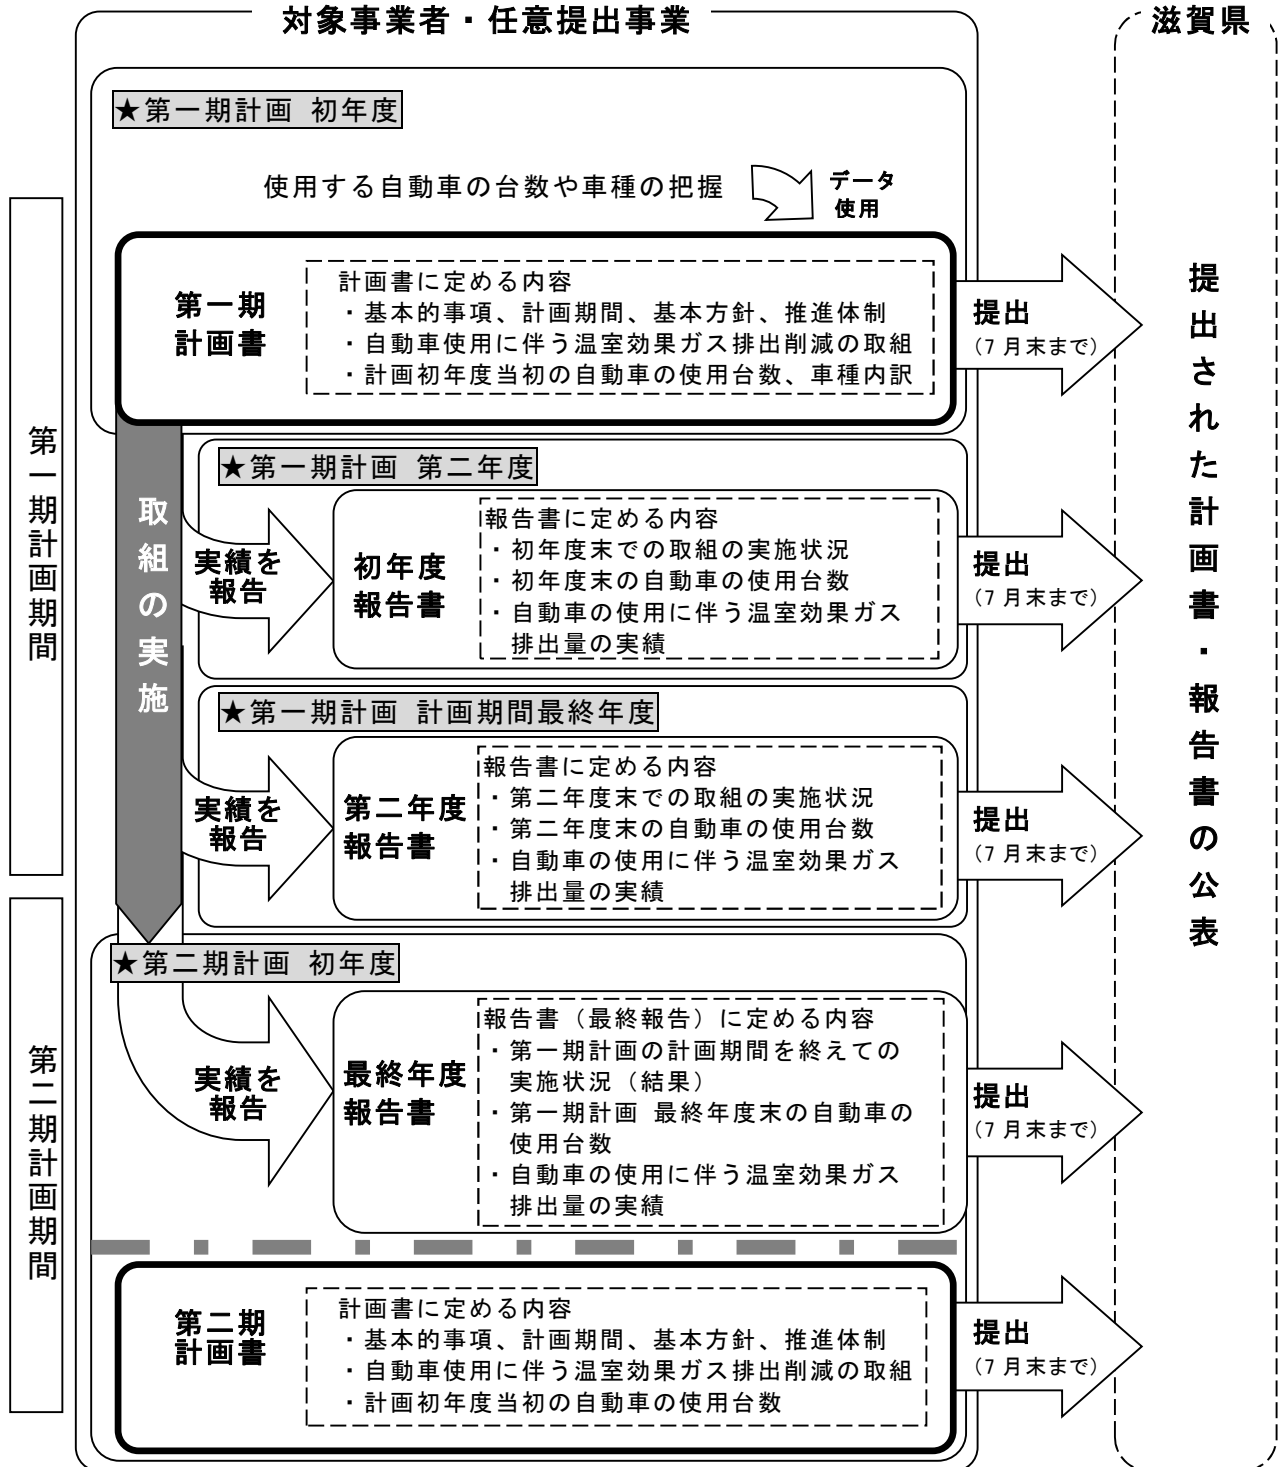 対象事業者・任意提出事業
滋賀県
★第一期計画 初年度
使用する自動車の台数や車種の把握
データ
使用
第一期計画期間
第一期
計画書
計画書に定める内容
・基本的事項、計画期間、基本方針、推進体制
・自動車使用に伴う温室効果ガス排出削減の取組
・計画初年度当初の自動車の使用台数、車種内訳
提出
(7月末まで)
提出された計画書・報告書の公表
取組の実施
★第一期計画 第二年度
実績を
報告
初年度
報告書
報告書に定める内容
・初年度末での取組の実施状況
・初年度末の自動車の使用台数
・自動車の使用に伴う温室効果ガス
排出量の実績
提出
(7月末まで)
★第一期計画 計画期間最終年度
実績を
報告
第二年度
報告書
報告書に定める内容
・第二年度末での取組の実施状況
・第二年度末の自動車の使用台数
・自動車の使用に伴う温室効果ガス
排出量の実績
提出
(7月末まで)
第二期計画期間
★第二期計画 初年度
実績を
報告
最終年度
報告書
報告書（最終報告）に定める内容
・第一期計画の計画期間を終えての
実施状況（結果）
・第一期計画 最終年度末の自動車の
使用台数
・自動車の使用に伴う温室効果ガス
排出量の実績
提出
(7月末まで)
第二期
計画書
計画書に定める内容
・基本的事項、計画期間、基本方針、推進体制
・自動車使用に伴う温室効果ガス排出削減の取組
・計画初年度当初の自動車の使用台数
提出
(7月末まで)